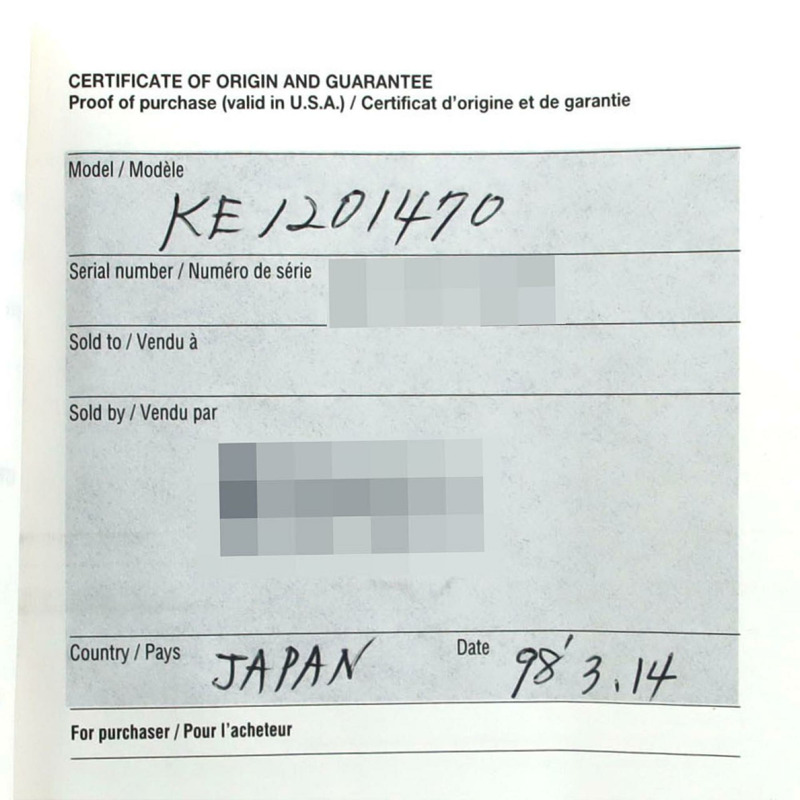 CERTIFICATE OF ORIGIN AND GUARANTEE
Proof of purchase (valid in U.S.A.) / Certificat d'origine et de garantie
Model / Modèle
KE1201470
Serial number / Numéro de série
Sold to / Vendu à
Sold by / Vendu par
Country / Pays JAPAN Date 98' 3.14
For purchaser / Pour l'acheteur